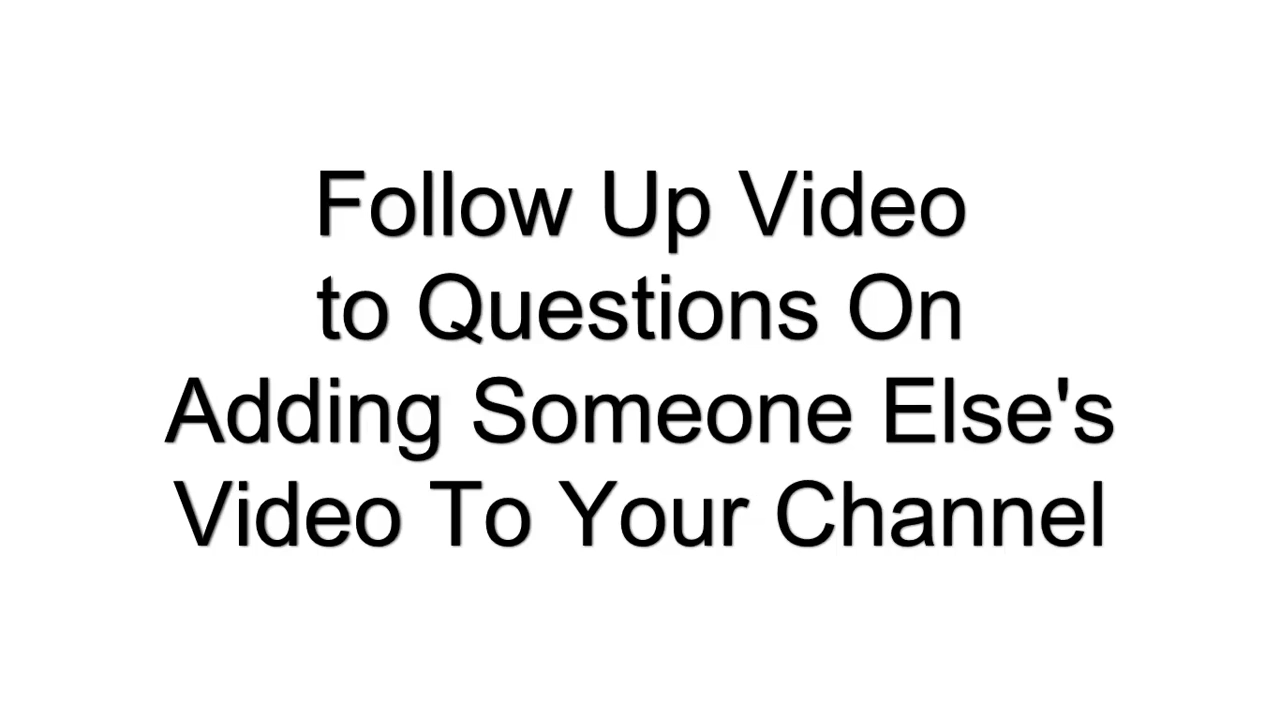 Follow Up Video
to Questions On
Adding Someone Else's
Video To Your Channel